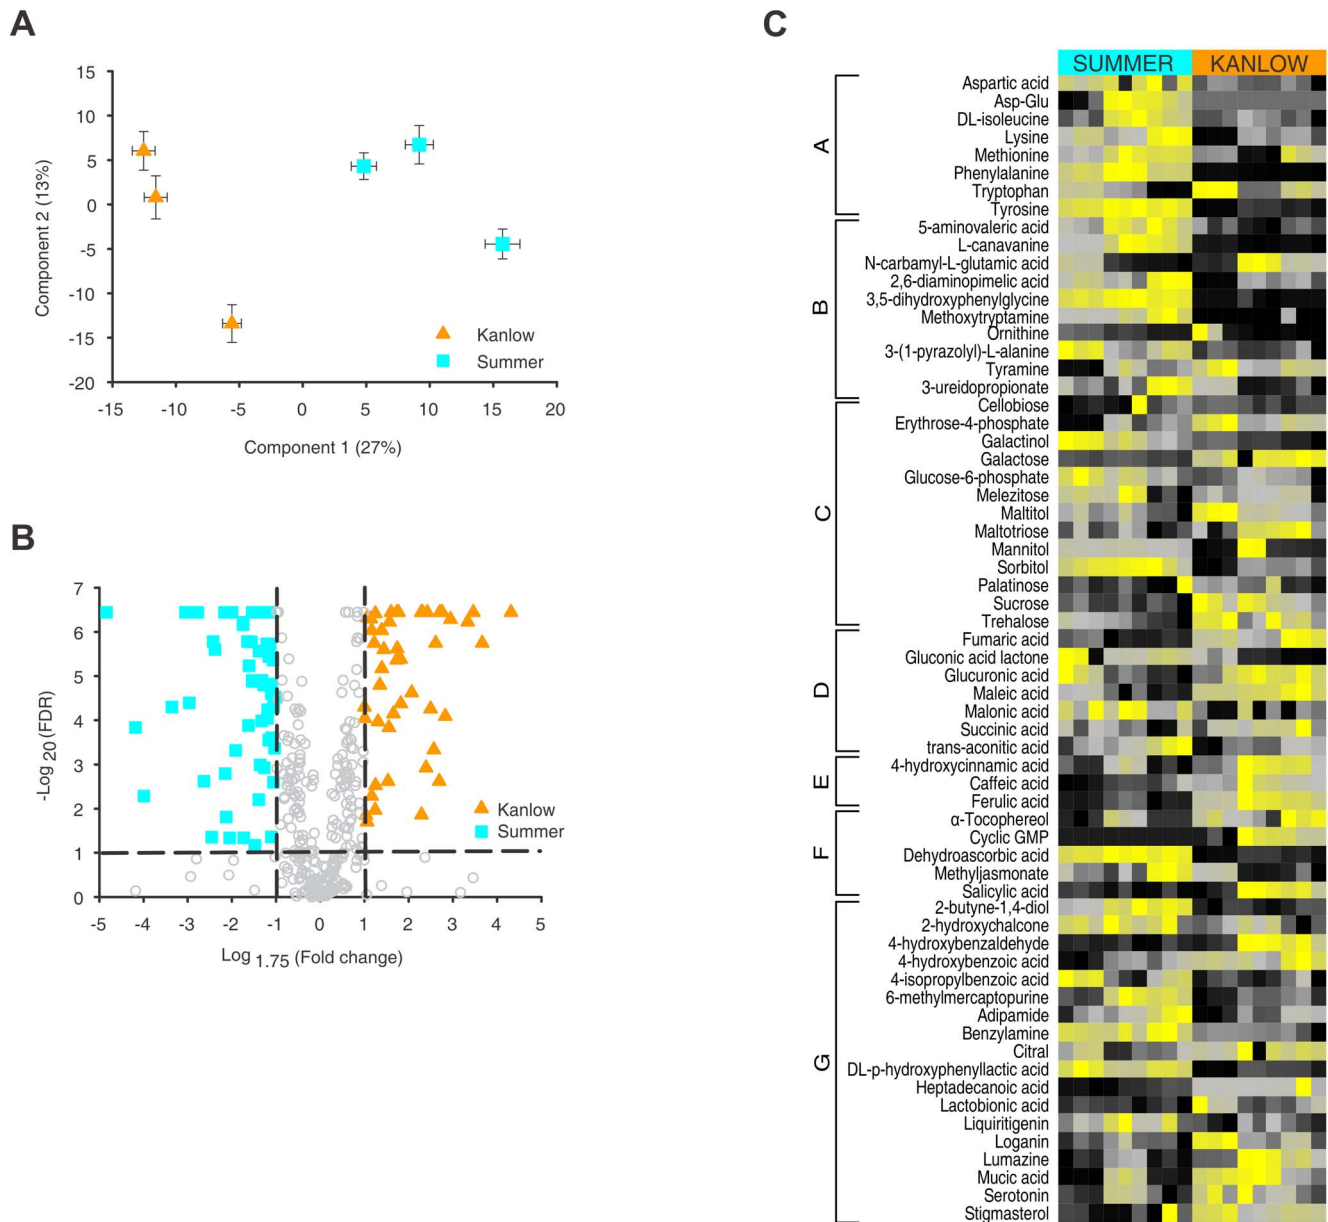 A
15
10
5
0
-5
-10
-15
-20
-15
-10
-5
0
5
10
15
20
Component 2 (13%)
Component 1 (27%)
Kanlow
Summer
B
7
6
5
4
3
2
1
0
-5
-4
-3
-2
-1
0
1
2
3
4
5
-Log 20 (FDR)
Log 1.75 (Fold change)
Kanlow
Summer
C
SUMMER KANLOW
A
Aspartic acid
Asp-Glu
DL-isoleucine
Lysine
Methionine
Phenylalanine
Tryptophan
Tyrosine
B
5-aminovaleric acid
L-canavanine
N-carbamyl-L-glutamic acid
2,6-diaminopimelic acid
3,5-dihydroxyphenylglycine
Methoxytryptamine
Ornithine
3-(1-pyrazolyl)-L-alanine
Tyramine
3-ureidopropionate
C
Cellobiose
Erythrose-4-phosphate
Galactinol
Galactose
Glucose-6-phosphate
Melezitose
Maltitol
Maltotriose
Mannitol
Sorbitol
Palatinose
Sucrose
Trehalose
D
Fumaric acid
Gluconic acid lactone
Glucuronic acid
Maleic acid
Malonic acid
Succinic acid
trans-aconitic acid
E
4-hydroxycinnamic acid
Caffeic acid
Ferulic acid
F
α-Tocophereol
Cyclic GMP
Dehydroascorbic acid
Methyljasmonate
Salicylic acid
G
2-butyne-1,4-diol
2-hydroxychalcone
4-hydroxybenzaldehyde
4-hydroxybenzoic acid
4-isopropylbenzoic acid
6-methylmercaptopurine
Adipamide
Benzylamine
Citral
DL-p-hydroxyphenyllactic acid
Heptadecanoic acid
Lactobionic acid
Liquiritigenin
Loganin
Lumazine
Mucic acid
Serotonin
Stigmasterol